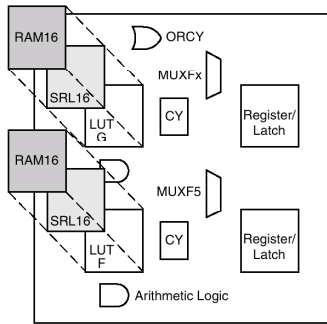 RAM16
ORCY
MUXFx
SRL16
LUT
G
CY
Register/
Latch
RAM16
MUXF5
SRL16
LUT
F
CY
Register/
Latch
Arithmetic Logic